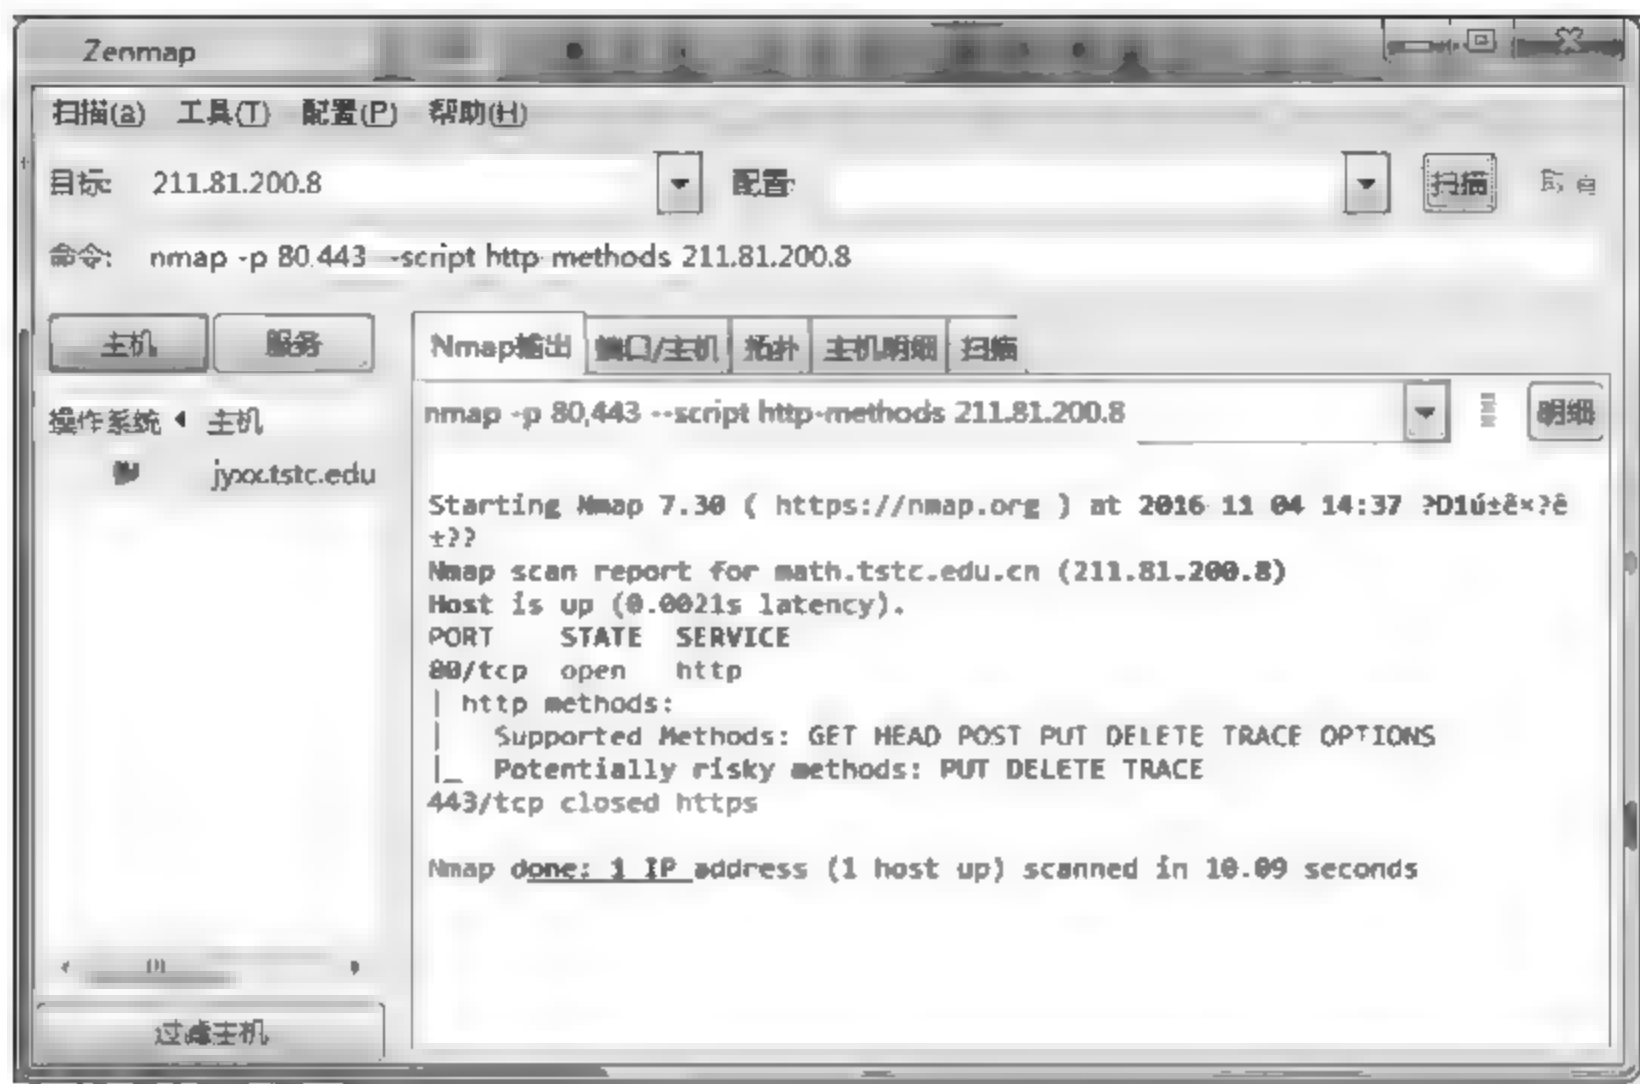 Zenmap
扫描(a) 工具(T) 配置(P) 帮助(H)
目标: 211.81.200.8 配置: 扫描
命令: nmap -p 80,443 --script http-methods 211.81.200.8
主机 服务 Nmap输出 端口/主机 拓扑 主机明细 扫描
操作系统 主机
nmap -p 80,443 --script http-methods 211.81.200.8 明细
jyxx.tstc.edu
Starting Nmap 7.30 ( https://nmap.org ) at 2016-11-04 14:37 ?D1ú±ê×?ê
±??
Nmap scan report for math.tstc.edu.cn (211.81.200.8)
Host is up (0.0021s latency).
PORT STATE SERVICE
80/tcp open http
| http-methods:
| Supported Methods: GET HEAD POST PUT DELETE TRACE OPTIONS
|_ Potentially risky methods: PUT DELETE TRACE
443/tcp closed https
Nmap done: 1 IP address (1 host up) scanned in 10.09 seconds
过滤主机